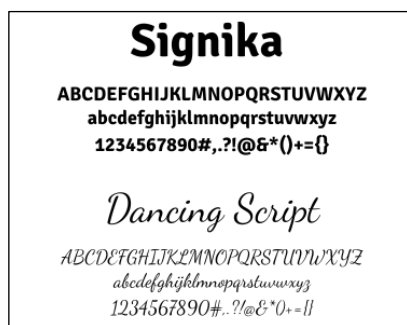 Signika
ABCDEFGHIJKLMNOPQRSTUVWXYZ
abcdefghijklmnopqrstuvwxyz
1234567890#,.?!@&*()+={}
Dancing Script
ABCDEFGHIJKLMNOPQRSTUVWXYZ
abcdefghijklmnopqrstuvwxyz
1234567890#,.?!@&*()+={}